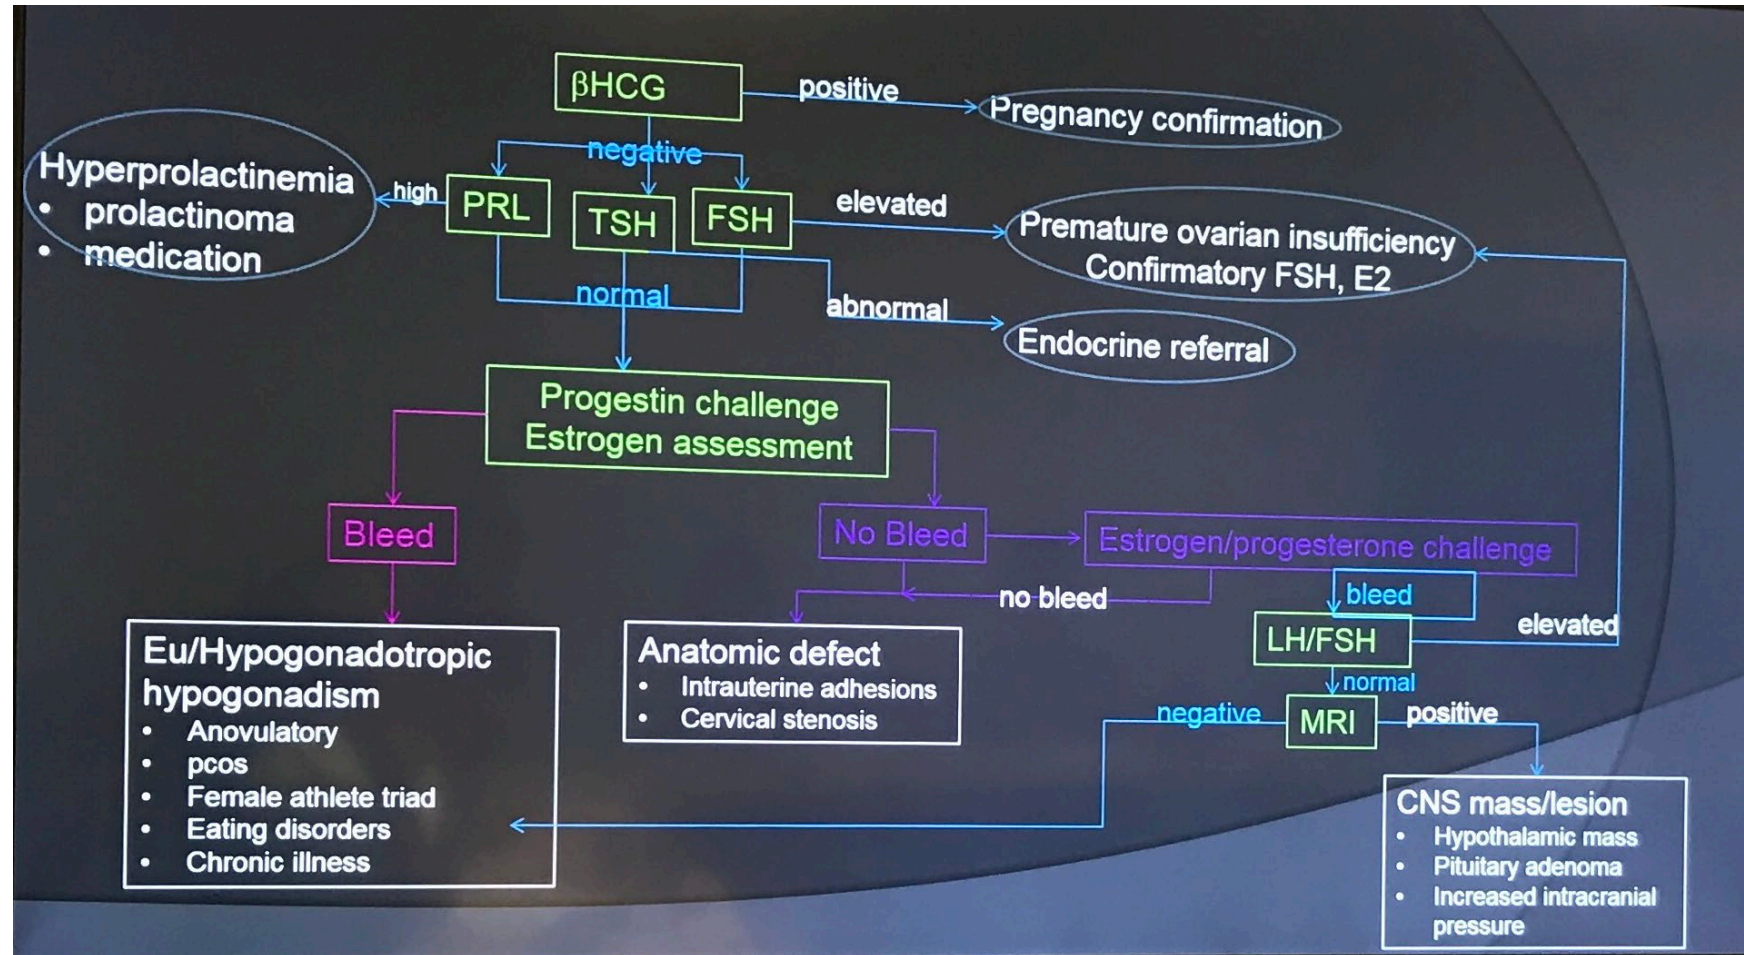 βHCG
positive
Pregnancy confirmation
negative
Hyperprolactinemia
• prolactinoma
• medication
high
PRL
TSH
FSH
elevated
Premature ovarian insufficiency
Confirmatory FSH, E2
normal
abnormal
Endocrine referral
Progestin challenge
Estrogen assessment
Bleed
No Bleed
Estrogen/progesterone challenge
no bleed
bleed
LH/FSH
elevated
normal
MRI
negative
positive
Eu/Hypogonadotropic
hypogonadism
• Anovulatory
• pcos
• Female athlete triad
• Eating disorders
• Chronic illness
Anatomic defect
• Intrauterine adhesions
• Cervical stenosis
CNS mass/lesion
• Hypothalamic mass
• Pituitary adenoma
• Increased intracranial
pressure